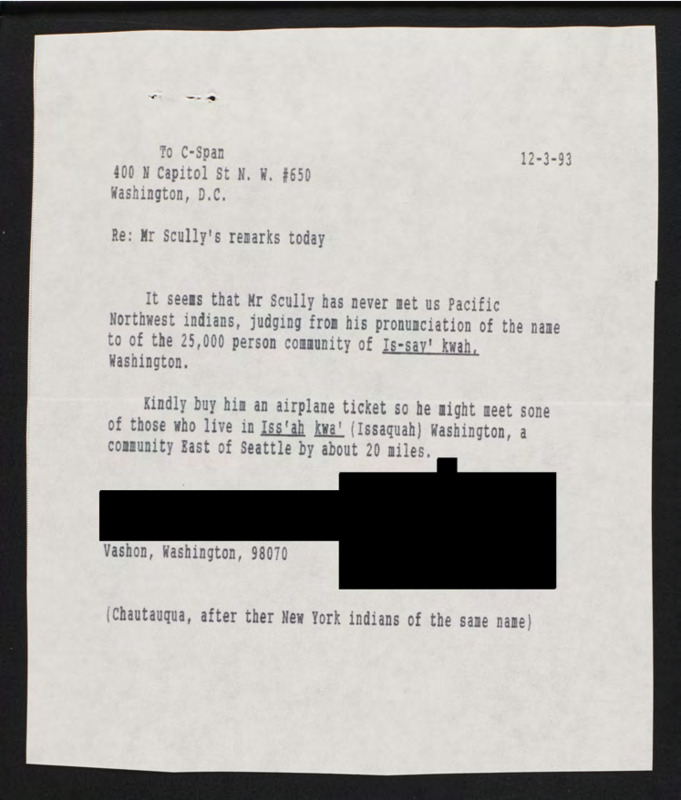 To C-Span
12-3-93
400 N Capitol St N. W. #650
Washington, D.C.
Re: Mr Scully's remarks today
It seems that Mr Scully has never met us Pacific
Northwest indians, judging from his pronunciation of the name
to of the 25,000 person community of Is-say' kwah,
Washington.
Kindly buy him an airplane ticket so he might meet some
of those who live in Iss'ah kwa' (Issaquah) Washington, a
community East of Seattle by about 20 miles.
Vashon, Washington, 98070
(Chautauqua, after ther New York indians of the same name)